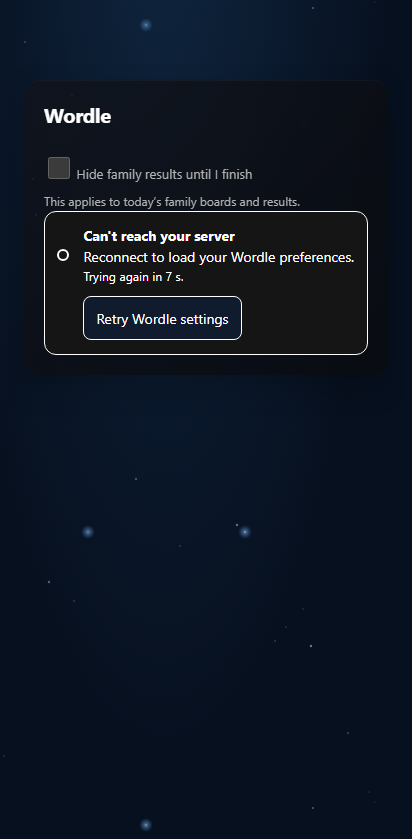 Wordle
Hide family results until I finish
This applies to today's family boards and results.
Can't reach your server
Reconnect to load your Wordle preferences.
Trying again in 7 s.
Retry Wordle settings